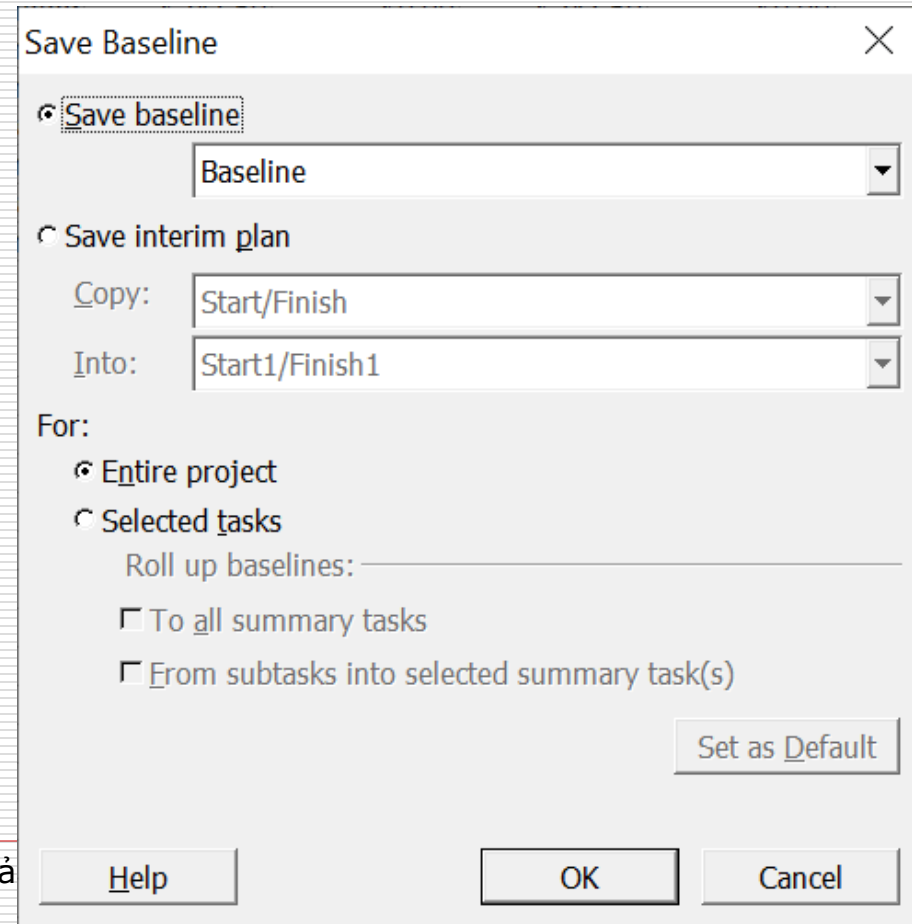 Save Baseline
Save baseline
Baseline
Save interim plan
Copy: Start/Finish
Into: Start1/Finish1
For:
Entire project
Selected tasks
Roll up baselines:
To all summary tasks
From subtasks into selected summary task(s)
Set as Default
ả
Help OK Cancel